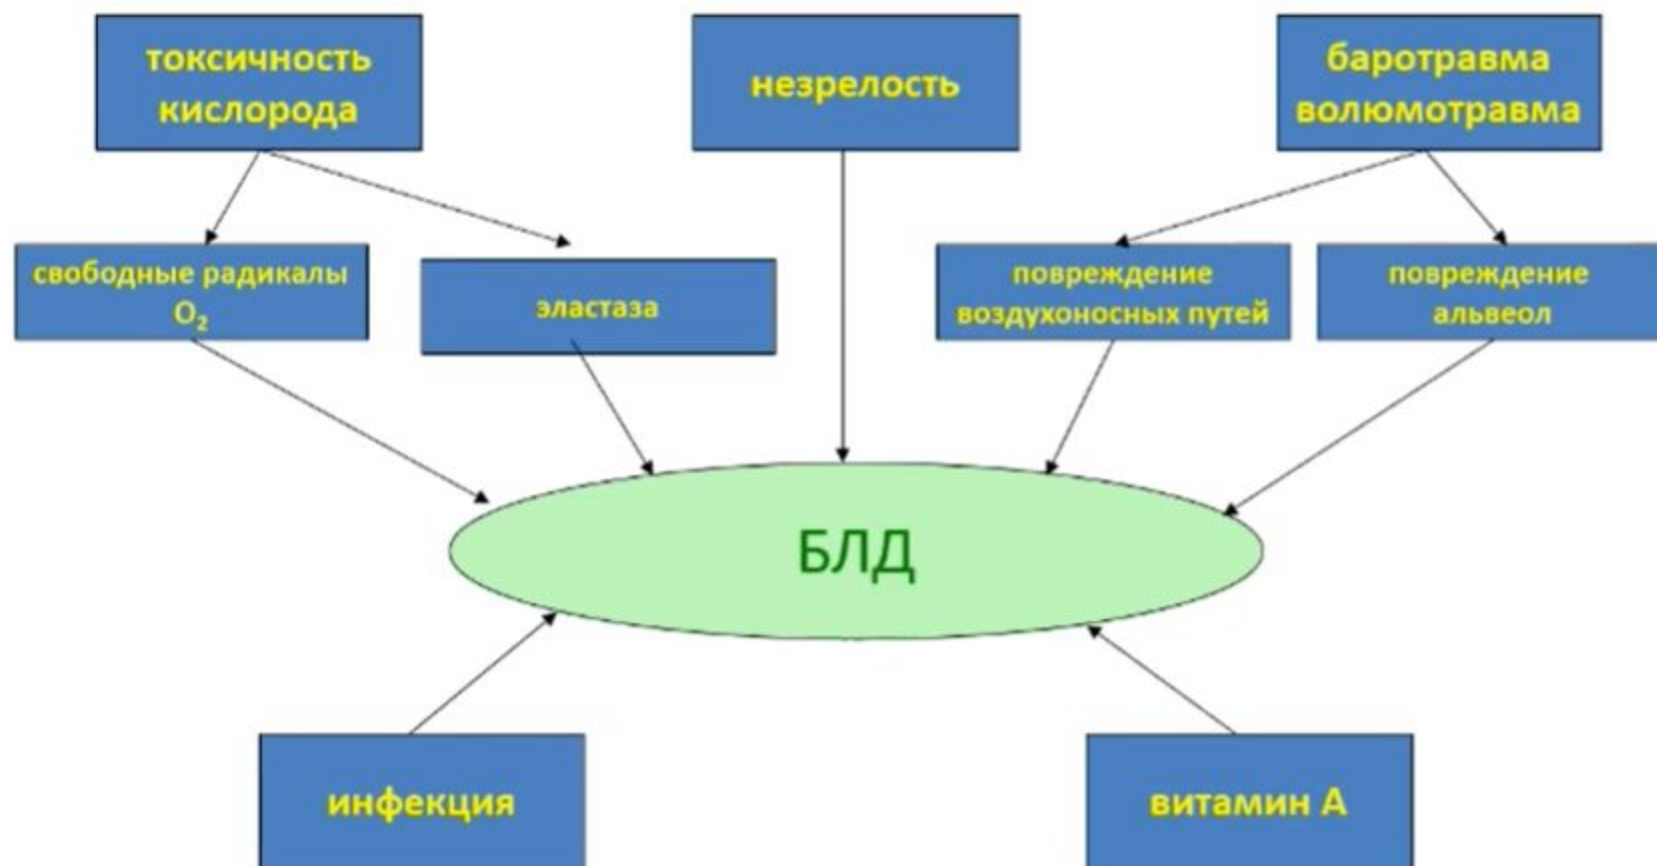 токсичность
кислорода
незрелость
баротравма
волюмотравма
свободные радикалы
O₂
эластаза
повреждение
воздухоносных путей
повреждение
альвеол
БЛД
инфекция
витамин А